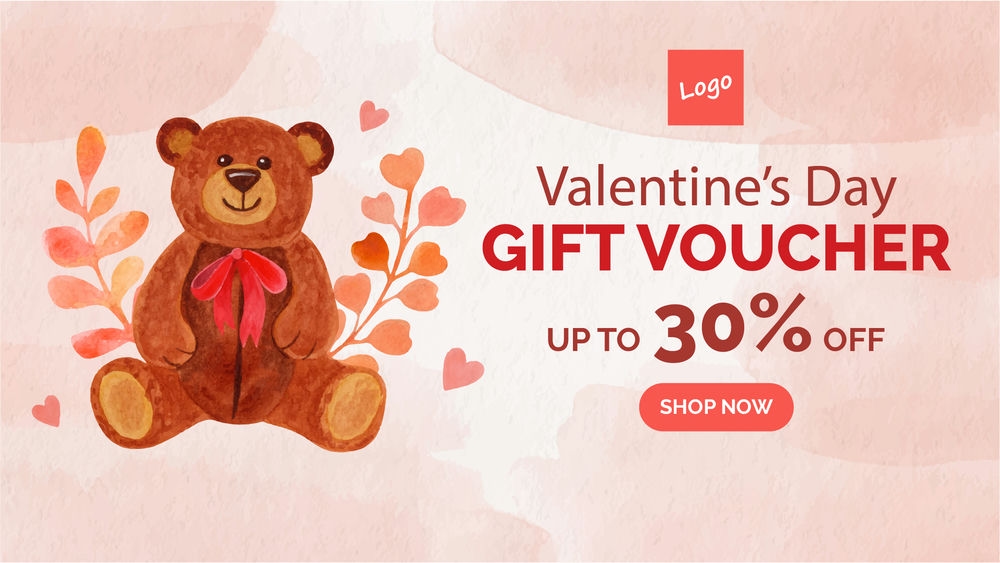 Logo
Valentine's Day
GIFT VOUCHER
UP TO 30% OFF
SHOP NOW